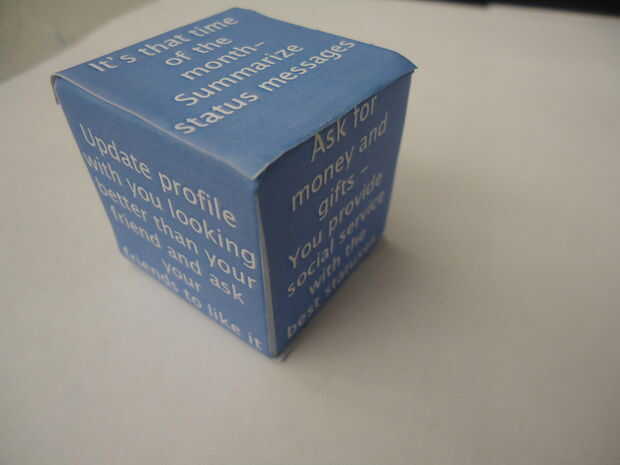 It's that time
of the
month–
Summarize
status messages
Update profile
with you looking
better than your
friend and ask
your
friends to like it
Ask for
money and
gifts –
You provide
social service
with the
best statuses